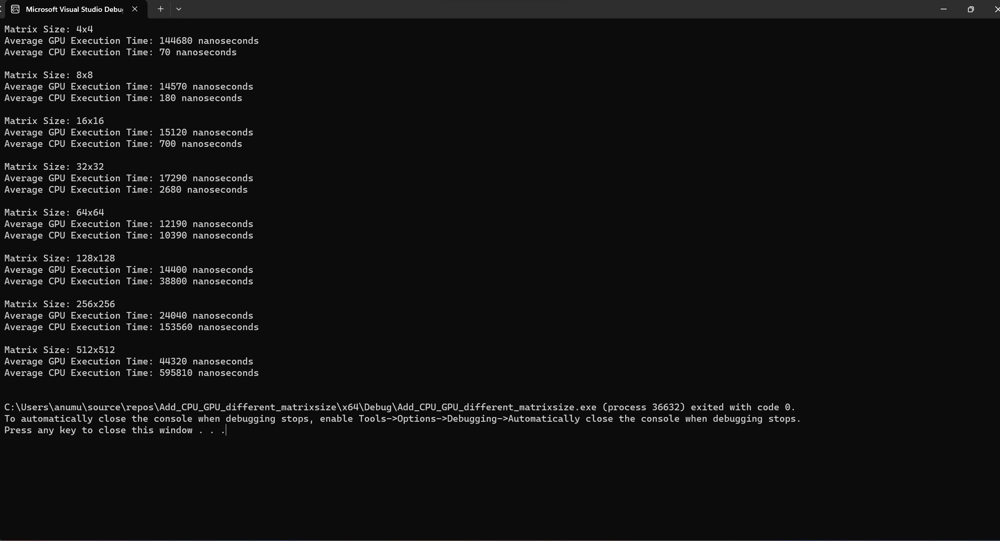 Microsoft Visual Studio Debu
Matrix Size: 4x4
Average GPU Execution Time: 144680 nanoseconds
Average CPU Execution Time: 70 nanoseconds
Matrix Size: 8x8
Average GPU Execution Time: 14570 nanoseconds
Average CPU Execution Time: 180 nanoseconds
Matrix Size: 16x16
Average GPU Execution Time: 15120 nanoseconds
Average CPU Execution Time: 700 nanoseconds
Matrix Size: 32x32
Average GPU Execution Time: 17290 nanoseconds
Average CPU Execution Time: 2680 nanoseconds
Matrix Size: 64x64
Average GPU Execution Time: 12190 nanoseconds
Average CPU Execution Time: 10390 nanoseconds
Matrix Size: 128x128
Average GPU Execution Time: 14400 nanoseconds
Average CPU Execution Time: 38800 nanoseconds
Matrix Size: 256x256
Average GPU Execution Time: 24040 nanoseconds
Average CPU Execution Time: 153560 nanoseconds
Matrix Size: 512x512
Average GPU Execution Time: 44320 nanoseconds
Average CPU Execution Time: 595810 nanoseconds
C:\Users\anumu\source\repos\Add_CPU_GPU_different_matrixsize\x64\Debug\Add_CPU_GPU_different_matrixsize.exe (process 36632) exited with code 0.
To automatically close the console when debugging stops, enable Tools->Options->Debugging->Automatically close the console when debugging stops.
Press any key to close this window . . .